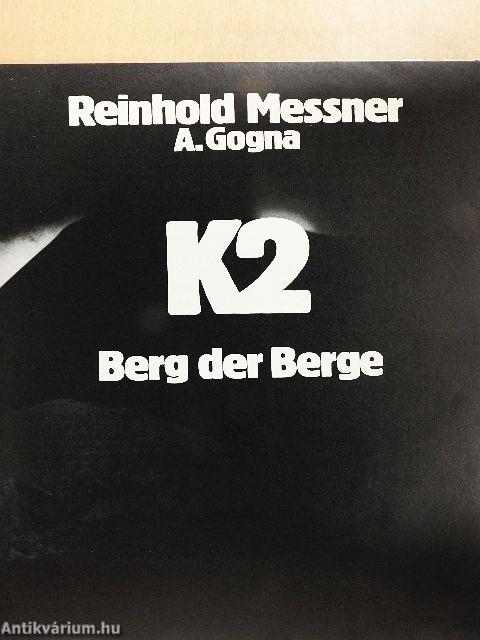 Reinhold Messner
A. Gogna
K2
Berg der Berge
Antikvárium.hu